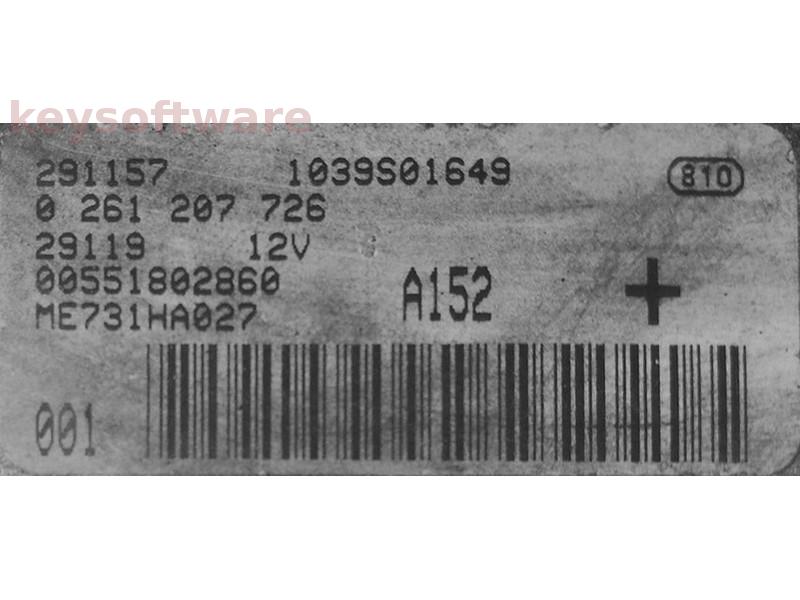 keysoftware
291157 1039S01649 810
0 261 207 726
29119 12V
00551802860 A152
ME731HA027
001